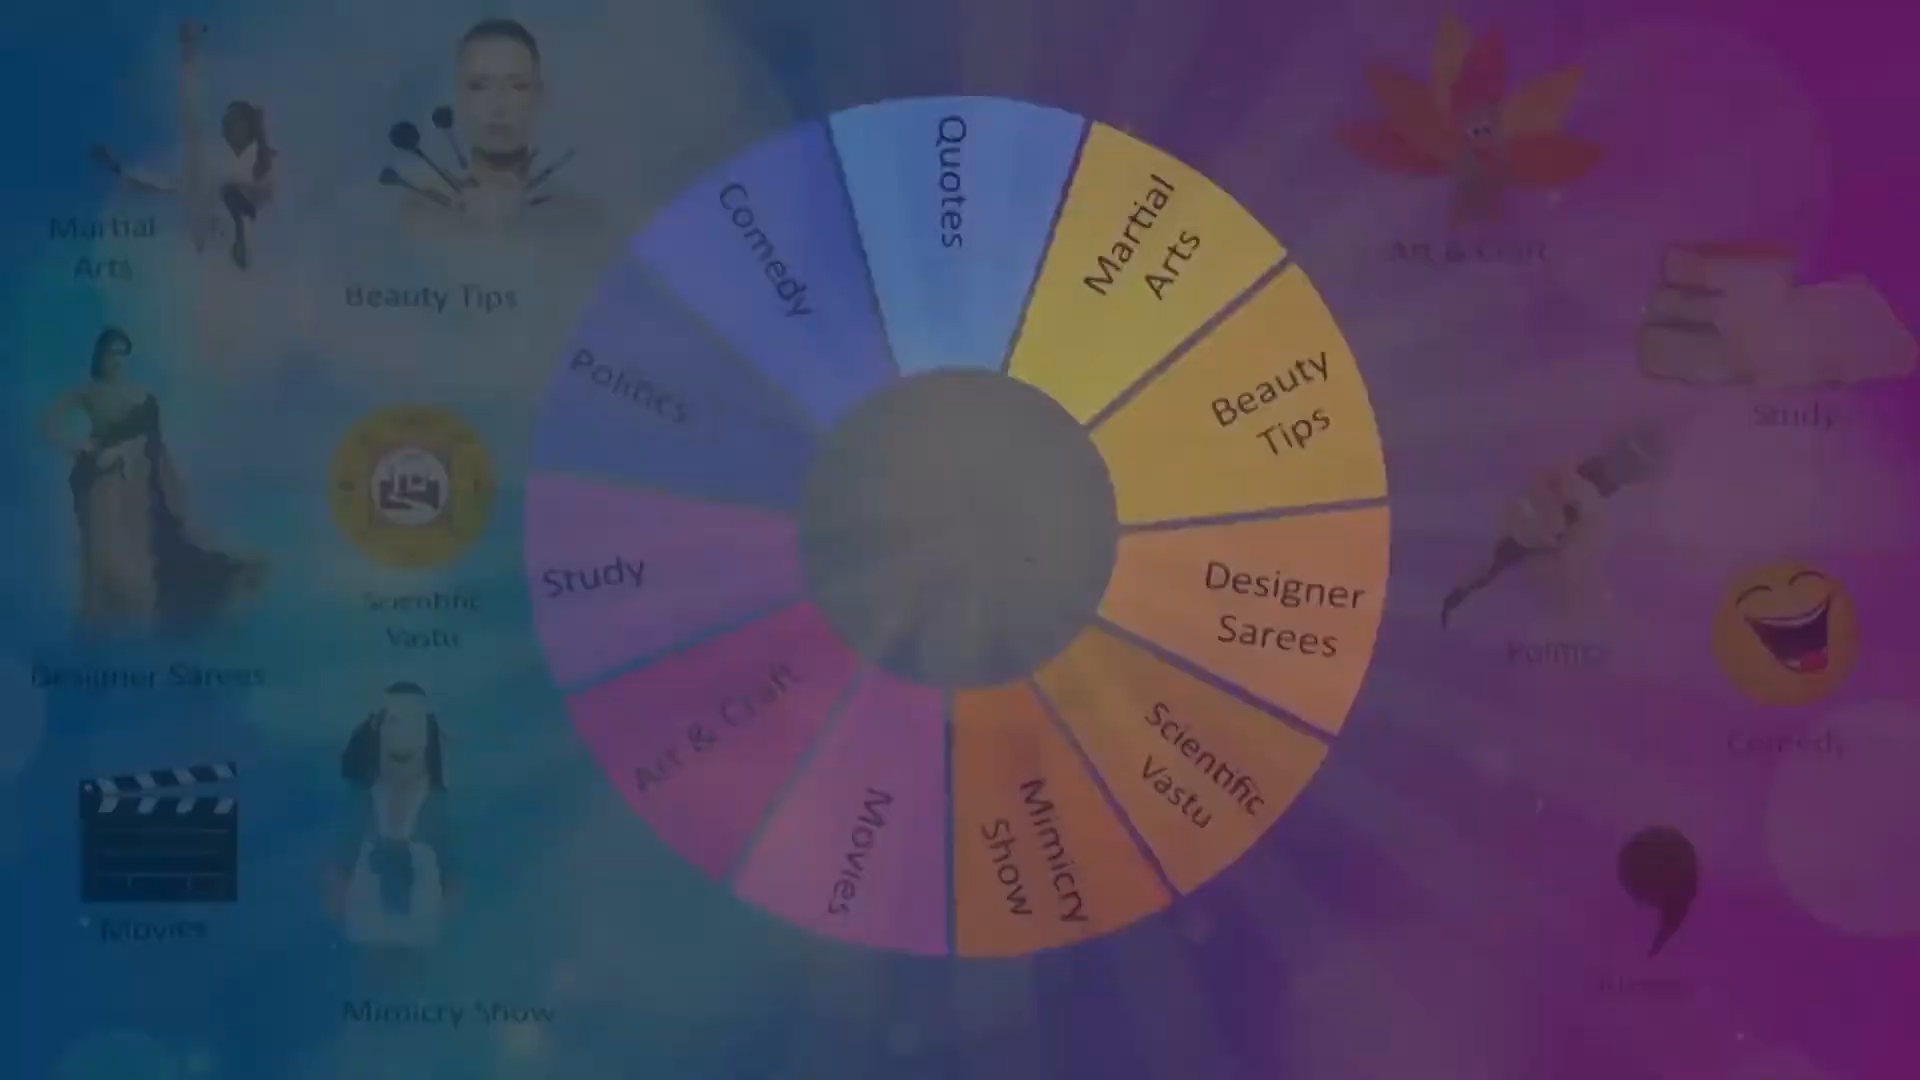 Martial
Arts
Beauty Tips
Designer Sarees
Scientific
Vastu
Movies
Mimicry Show
Quotes
Martial
Arts
Beauty
Tips
Designer
Sarees
Scientific
Vastu
Mimicry
Show
Movies
Art & Craft
Study
Politics
Comedy
Art & Craft
Study
Politics
Comedy